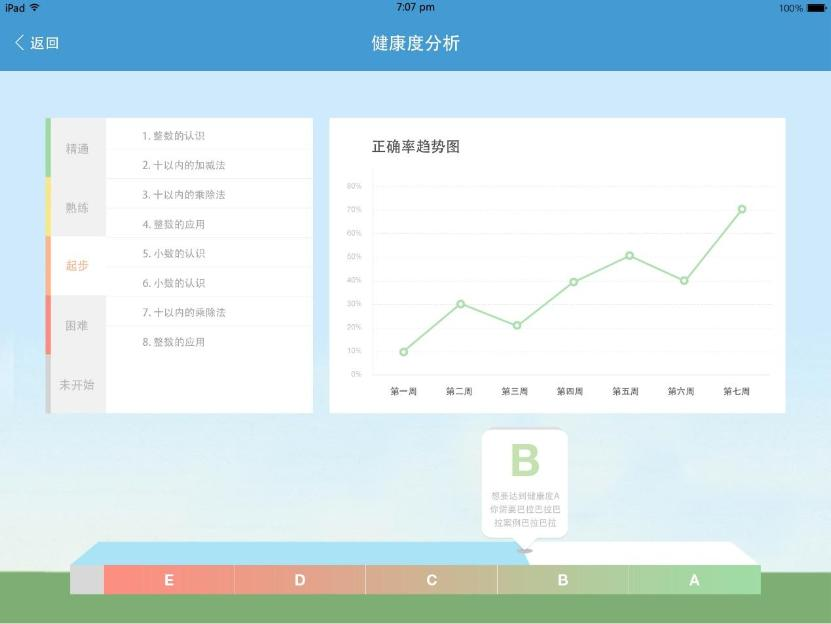 iPad
7:07 pm
100%
返回
健康度分析
精通
熟练
起步
困难
未开始
1. 整数的认识
2. 十以内的加减法
3. 十以内的乘除法
4. 整数的应用
5. 小数的认识
6. 小数的认识
7. 十以内的乘除法
8. 整数的应用
正确率趋势图
80%
70%
60%
50%
40%
30%
20%
10%
0%
第一周
第二周
第三周
第四周
第五周
第六周
第七周
B
想要达到健康度A
你需要巴拉巴拉巴
拉案例巴拉巴拉
E
D
C
B
A